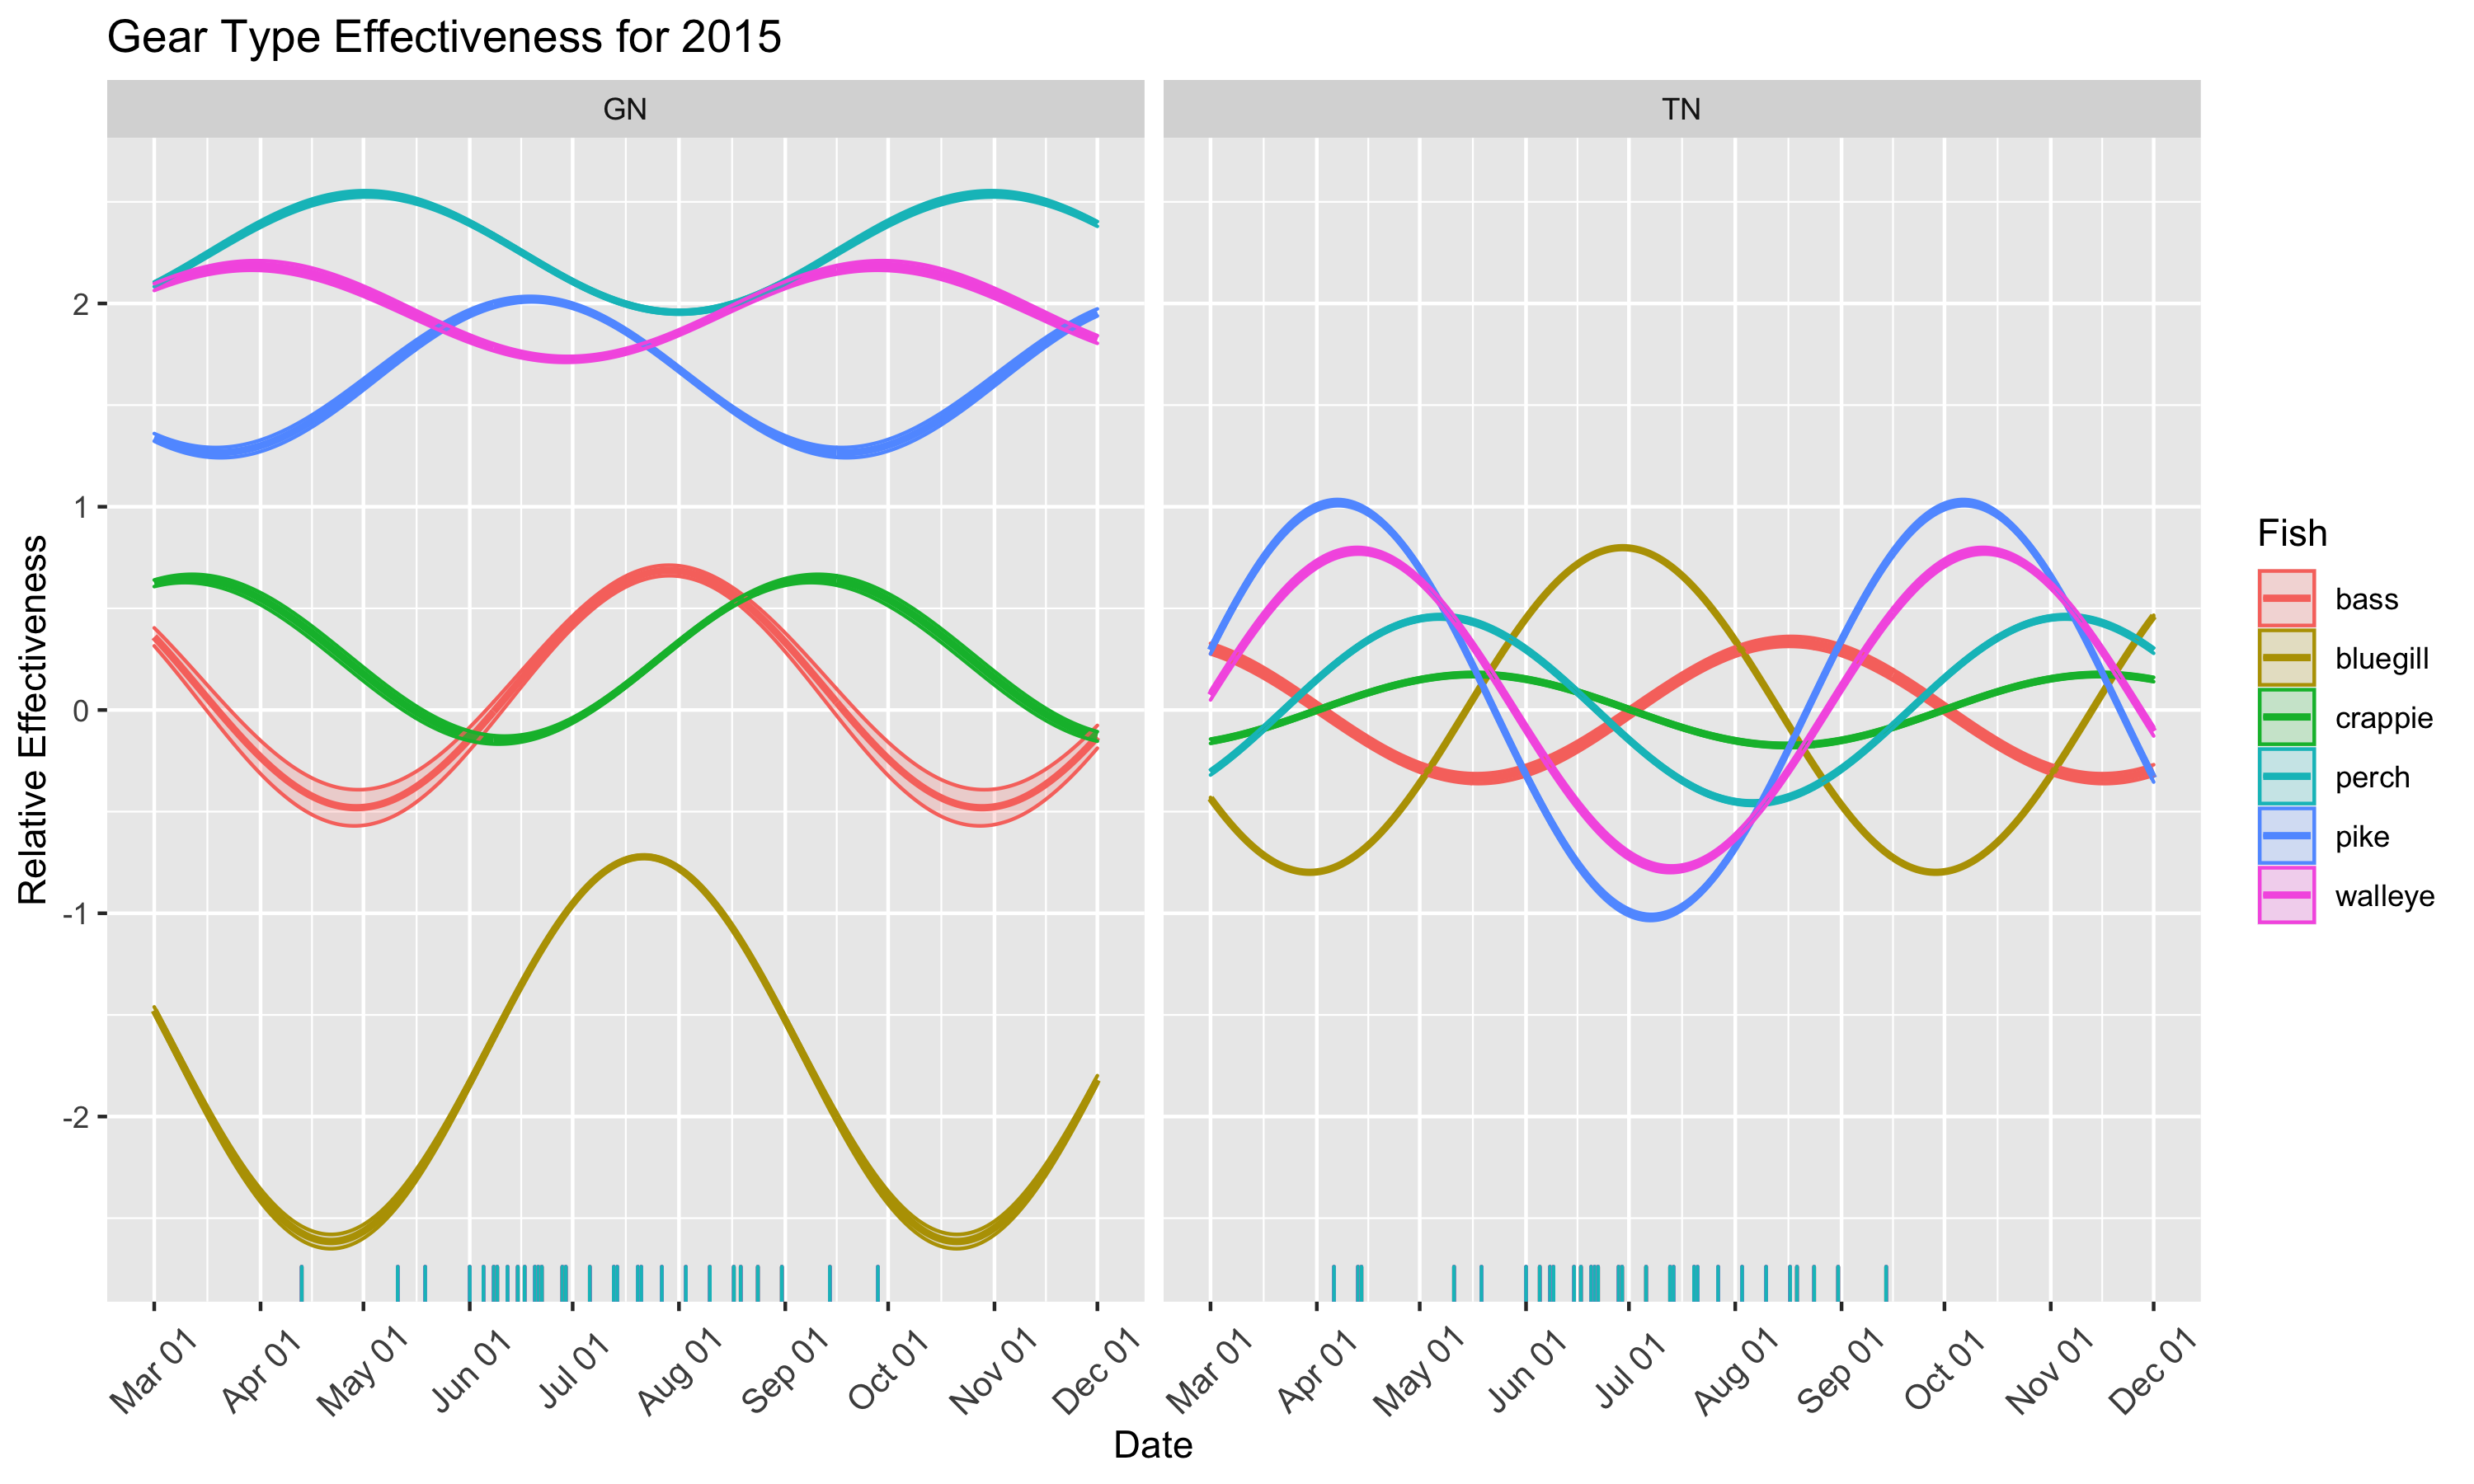 Gear Type Effectiveness for 2015
GN
TN
Relative Effectiveness
2
1
0
-1
-2
Mar 01
Apr 01
May 01
Jun 01
Jul 01
Aug 01
Sep 01
Oct 01
Nov 01
Dec 01
Mar 01
Apr 01
May 01
Jun 01
Jul 01
Aug 01
Sep 01
Oct 01
Nov 01
Dec 01
Date
Fish
bass
bluegill
crappie
perch
pike
walleye